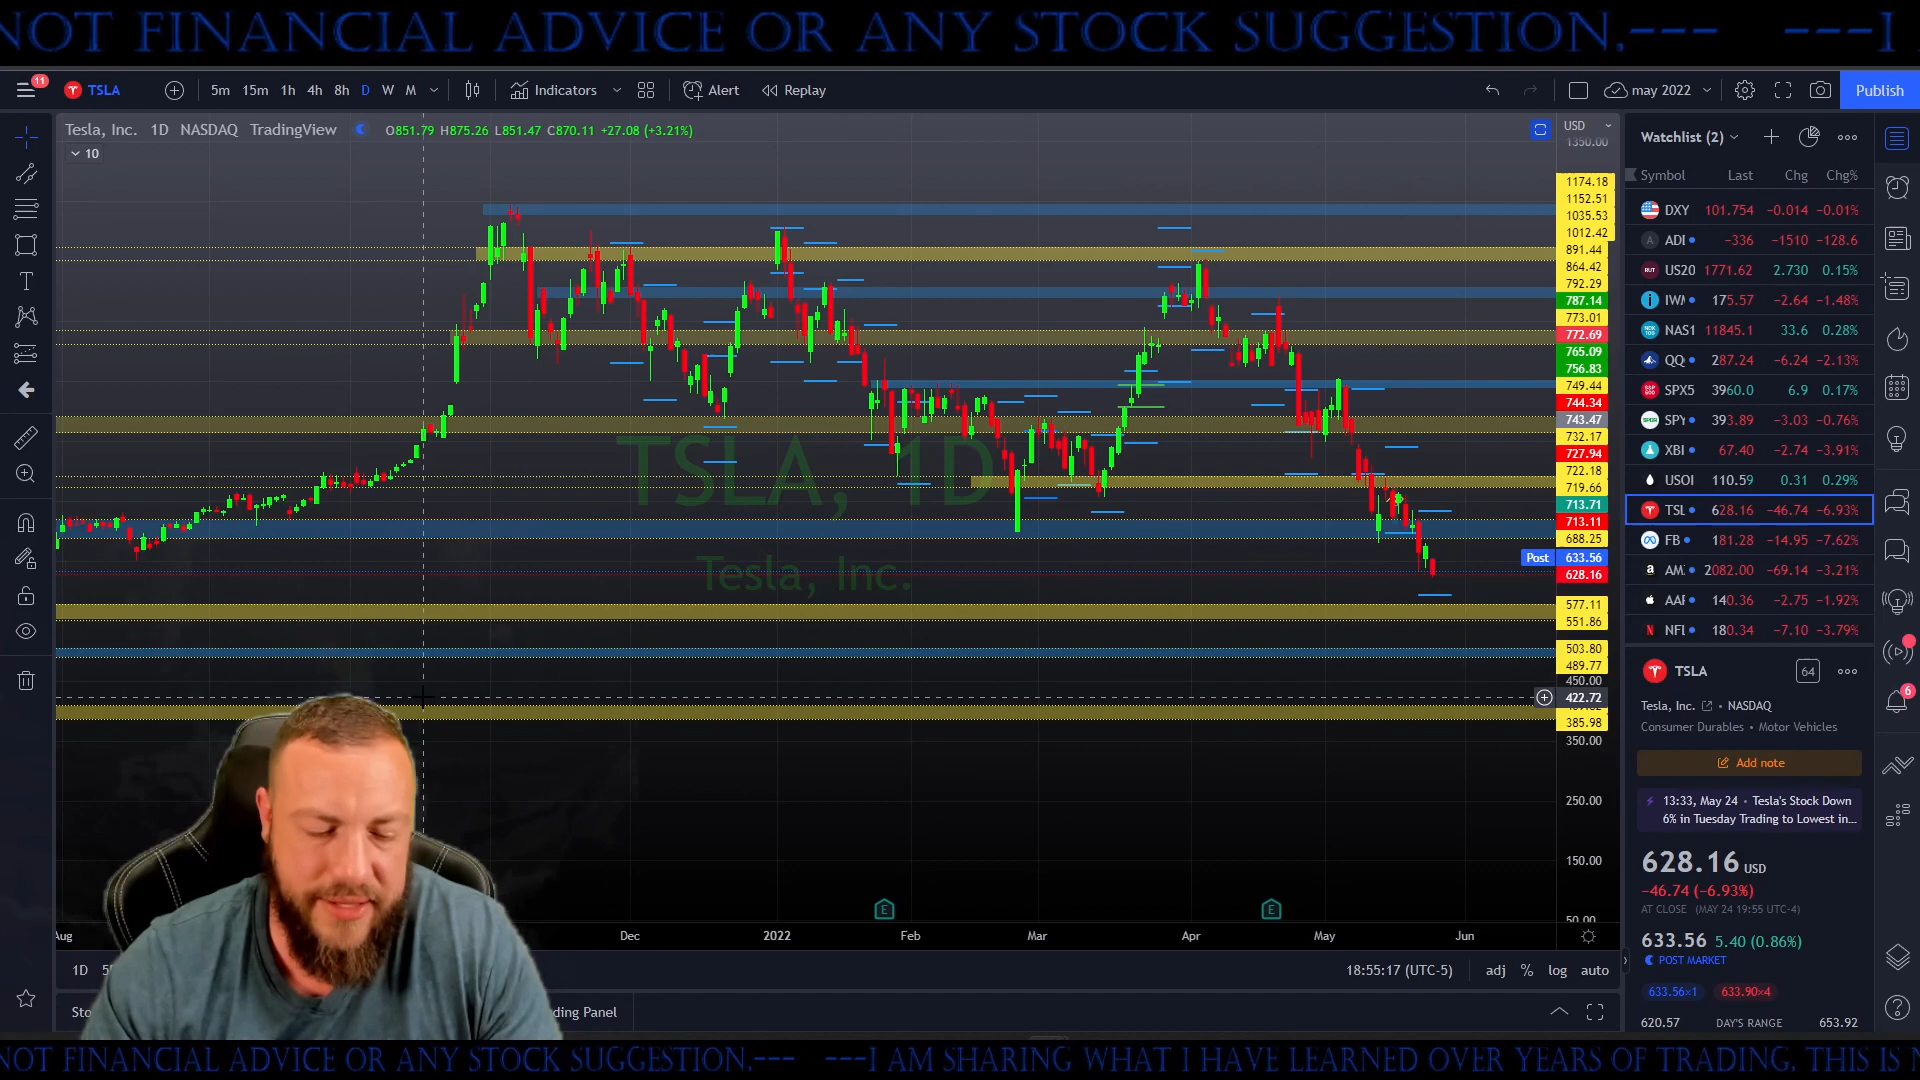 NOT FINANCIAL ADVICE OR ANY STOCK SUGGESTION.--- ---I
11 TSLA 5m 15m 1h 4h 8h D W M Indicators Alert Replay may 2022 Publish
Tesla, Inc. 1D NASDAQ TradingView O851.79 H875.26 L851.47 C870.11 +27.08 (+3.21%)
10
USD
1350.00
1174.18
1152.51
1035.53
1012.42
891.44
864.42
792.29
787.14
773.01
772.69
765.09
756.83
749.44
744.34
743.47
732.17
727.94
722.18
719.66
713.71
713.11
688.25
Post 633.56
628.16
577.11
551.86
503.80
489.77
450.00
422.72
385.98
350.00
250.00
150.00
50.00
TSLA, 1D
Tesla, Inc.
E E
Aug Dec 2022 Feb Mar Apr May Jun
1D 18:55:17 (UTC-5) adj % log auto
ding Panel
Watchlist (2)
Symbol Last Chg Chg%
DXY 101.754 −0.014 −0.01%
ADI −336 −1510 −128.6
US20 1771.62 2.730 0.15%
IWM 175.57 −2.64 −1.48%
NAS1 11845.1 33.6 0.28%
QQ 287.24 −6.24 −2.13%
SPX5 3960.0 6.9 0.17%
SPY 393.89 −3.03 −0.76%
XBI 67.40 −2.74 −3.91%
USOI 110.59 0.31 0.29%
TSL 628.16 −46.74 −6.93%
FB 181.28 −14.95 −7.62%
AM 2082.00 −69.14 −3.21%
AAI 140.36 −2.75 −1.92%
NFL 180.34 −7.10 −3.79%
TSLA 64
Tesla, Inc. • NASDAQ
Consumer Durables • Motor Vehicles
Add note
13:33, May 24 • Tesla's Stock Down
6% in Tuesday Trading to Lowest in...
628.16 USD
−46.74 (−6.93%)
AT CLOSE (MAY 24 19:55 UTC-4)
633.56 5.40 (0.86%)
POST MARKET
633.56×1 633.90×4
620.57 DAY'S RANGE 653.92
6
NOT FINANCIAL ADVICE OR ANY STOCK SUGGESTION.--- ---I AM SHARING WHAT I HAVE LEARNED OVER YEARS OF TRADING, THIS IS N